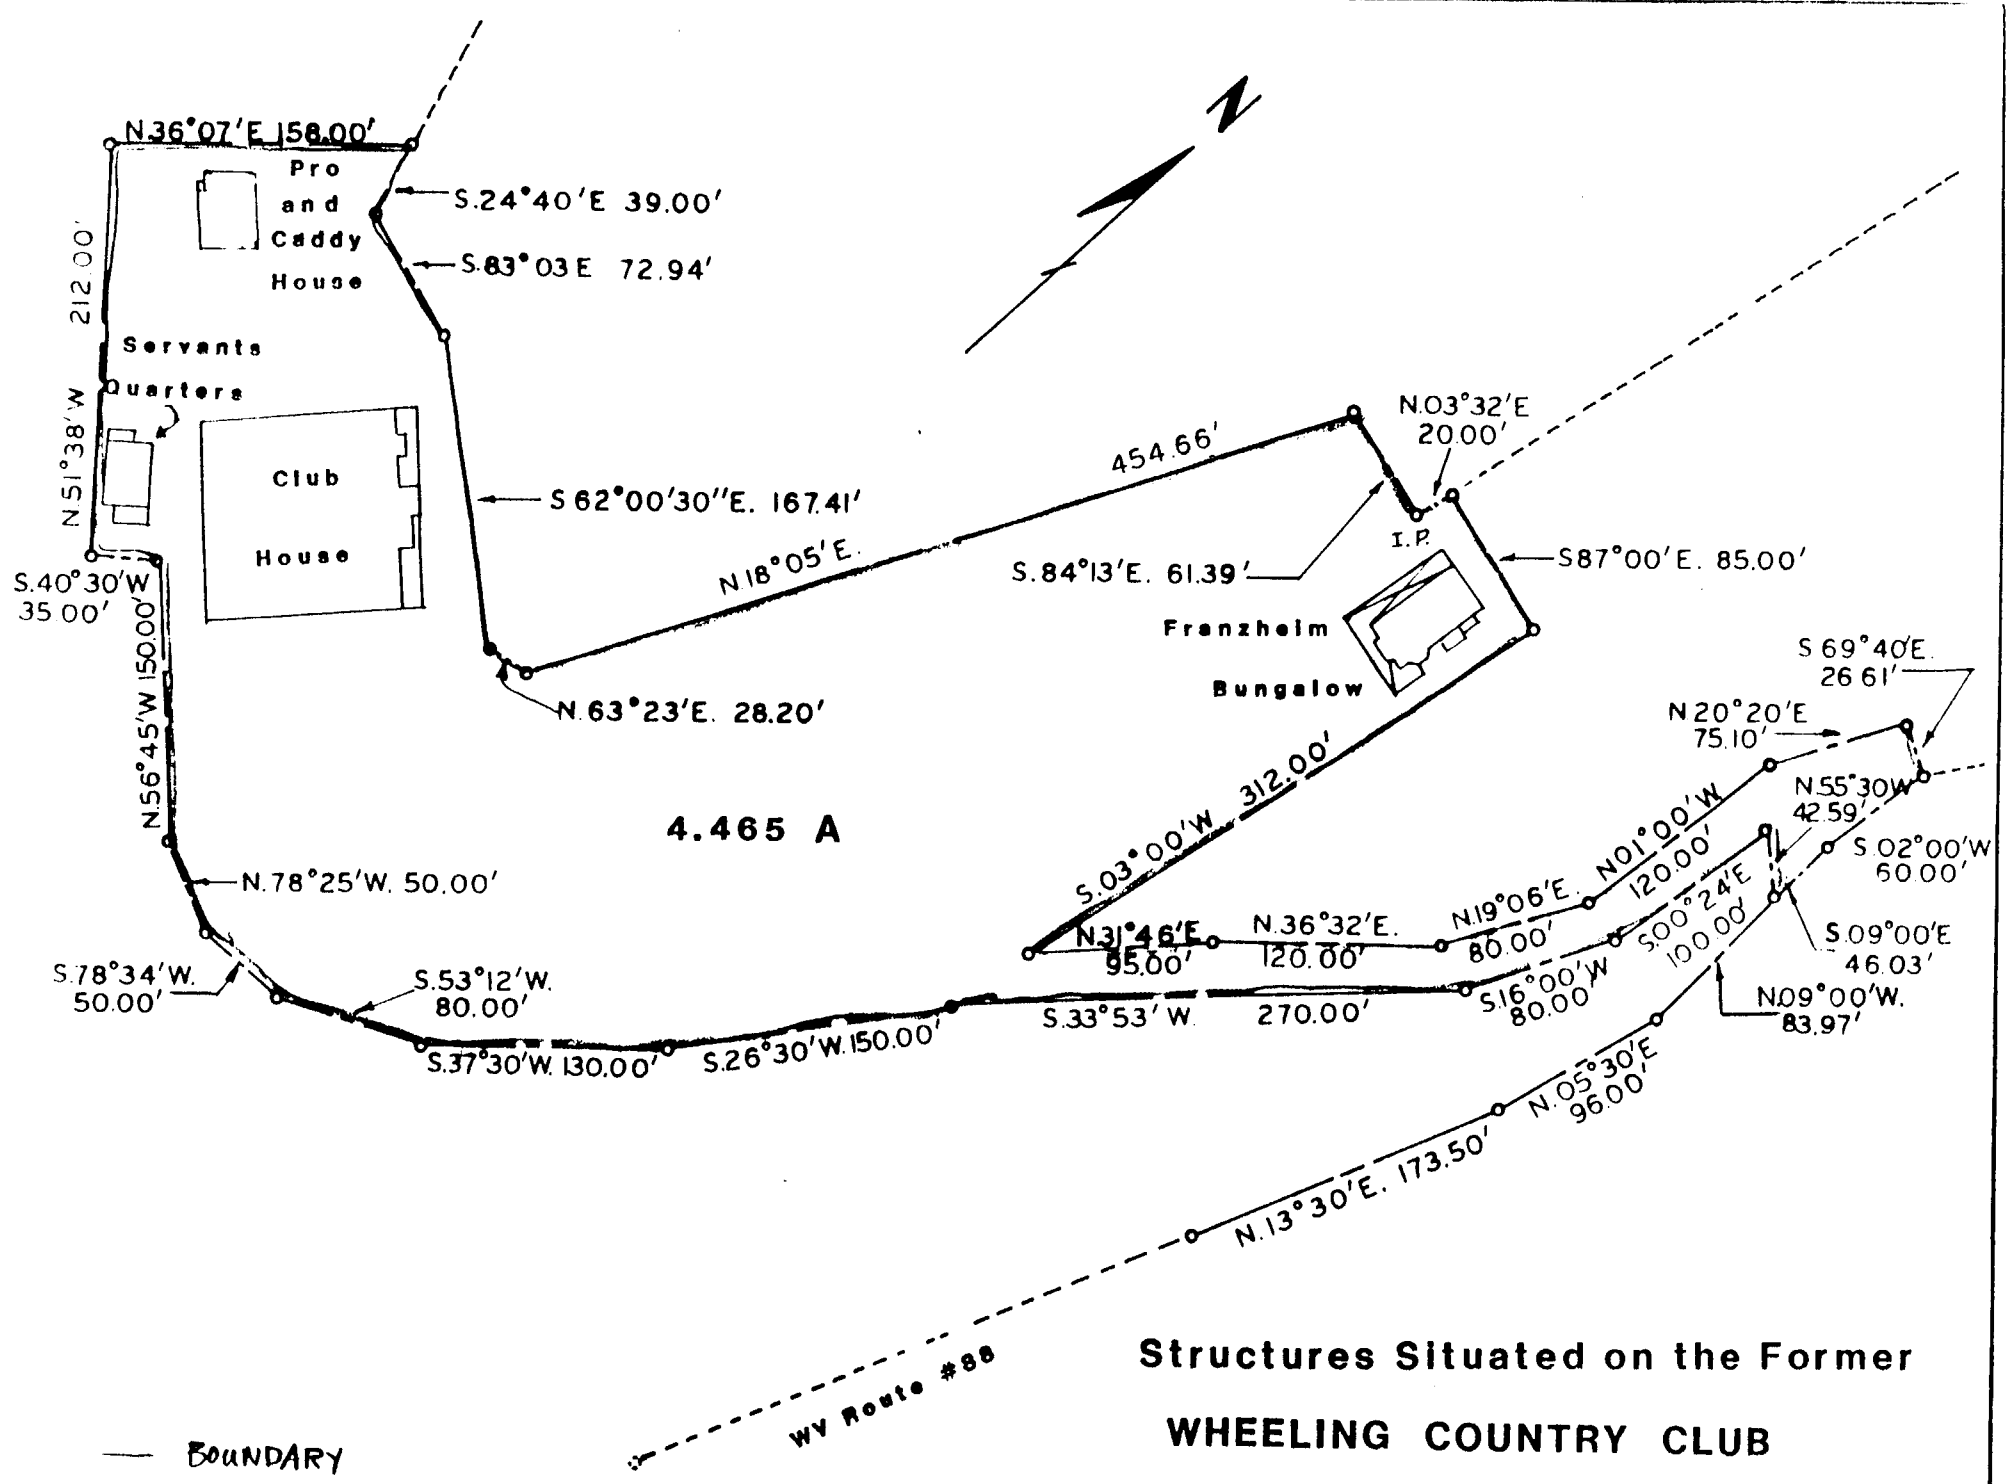 N
N.36°07'E 158.00'
Pro
and
Caddy
House
S.24°40'E 39.00'
S.83°03 E 72.94'
212.00'
N51°38'W
Servants
Quarters
Club
House
S 62°00'30"E. 167.41'
454.66'
N18°05'E.
N.03°32'E
20.00'
I.P.
S.84°13'E. 61.39'
S87°00'E. 85.00'
Franzheim
Bungalow
S.40°30'W
35.00'
N.56°45'W 150.00'
N.63°23'E. 28.20'
S 69°40'E.
26.61'
N 20°20'E
75.10'
N.55°30W
42.59'
312.00'
S.03°00'W
4.465 A
N01°00'W
120.00'
S.02°00'W
60.00'
N.78°25'W. 50.00'
N.31°46'E
95.00'
N.36°32'E.
120.00'
N.19°06'E.
80.00'
S.00°24'E
100.00'
S.09°00'E
46.03'
S.78°34'W.
50.00'
S.53°12'W.
80.00'
S.37°30'W. 130.00'
S.26°30'W. 150.00'
S.33°53'W. 270.00'
S.16°00'W
80.00'
N.09°00'W.
83.97'
N.05°30'E
96.00'
N.13°30'E. 173.50'
WV Route #88
Structures Situated on the Former
WHEELING COUNTRY CLUB
BOUNDARY